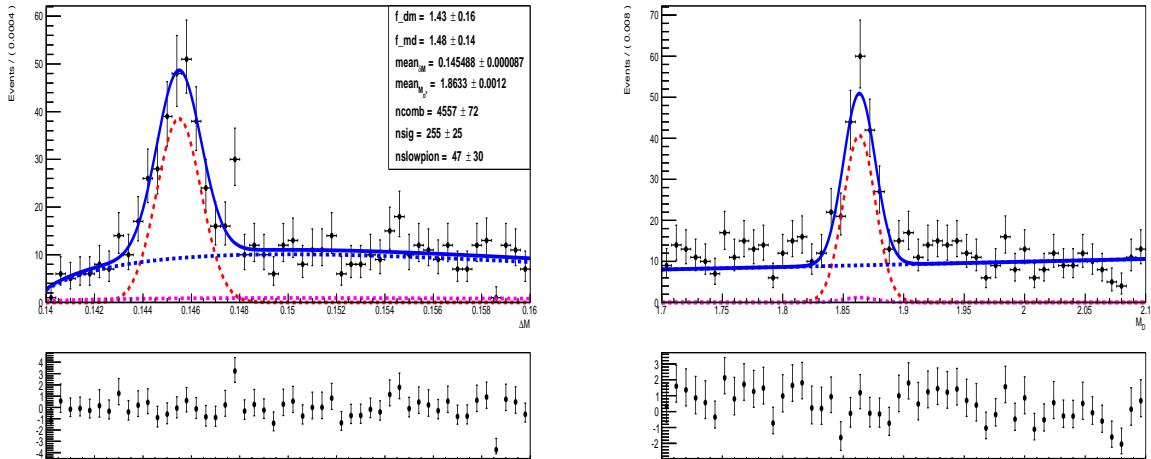 Events / ( 0.0004 )
60
50
40
30
20
10
0
f_dm = 1.43 ± 0.16
f_md = 1.48 ± 0.14
mean_δM = 0.145488 ± 0.000087
mean_M_D⁰ = 1.8633 ± 0.0012
ncomb = 4557 ± 72
nsig = 255 ± 25
nslowpion = 47 ± 30
0.14 0.142 0.144 0.146 0.148 0.15 0.152 0.154 0.156 0.158 0.16
ΔM
4
3
2
1
0
-1
-2
-3
-4
Events / ( 0.008 )
70
60
50
40
30
20
10
0
1.7 1.75 1.8 1.85 1.9 1.95 2 2.05 2.1
M_D
3
2
1
0
-1
-2